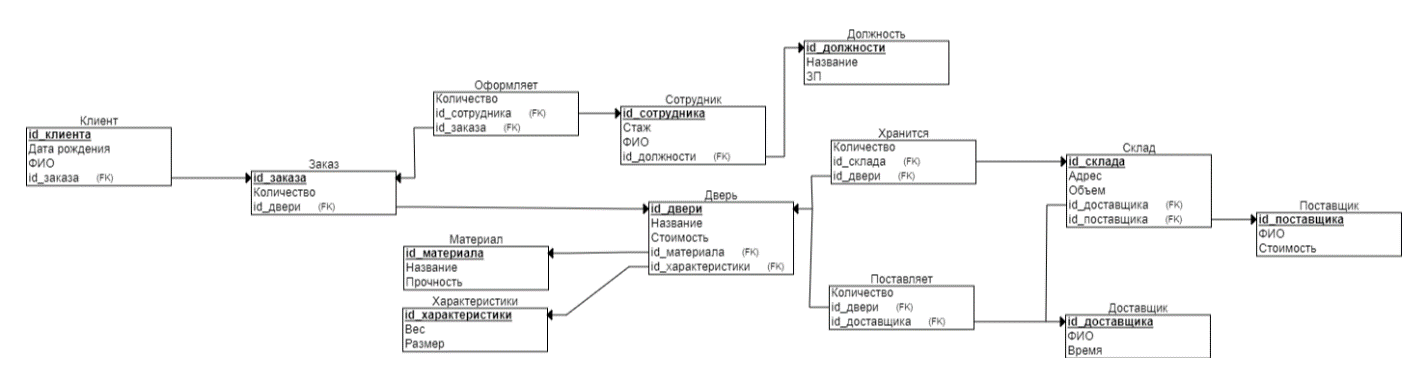 Должность
id_должности
Название
ЗП
Оформляет
Количество
id_сотрудника (FK)
id_заказа (FK)
Сотрудник
id_сотрудника
Стаж
ФИО
id_должности (FK)
Клиент
id_клиента
Дата рождения
ФИО
id_заказа (FK)
Заказ
id_заказа
Количество
id_двери (FK)
Хранится
Количество
id_склада (FK)
id_двери (FK)
Склад
id_склада
Адрес
Объем
id_доставщика (FK)
id_поставщика (FK)
Дверь
id_двери
Название
Стоимость
id_материала (FK)
id_характеристики (FK)
Поставщик
id_поставщика
ФИО
Стоимость
Материал
id_материала
Название
Прочность
Характеристики
id_характеристики
Вес
Размер
Поставляет
Количество
id_двери (FK)
id_доставщика (FK)
Доставщик
id_доставщика
ФИО
Время